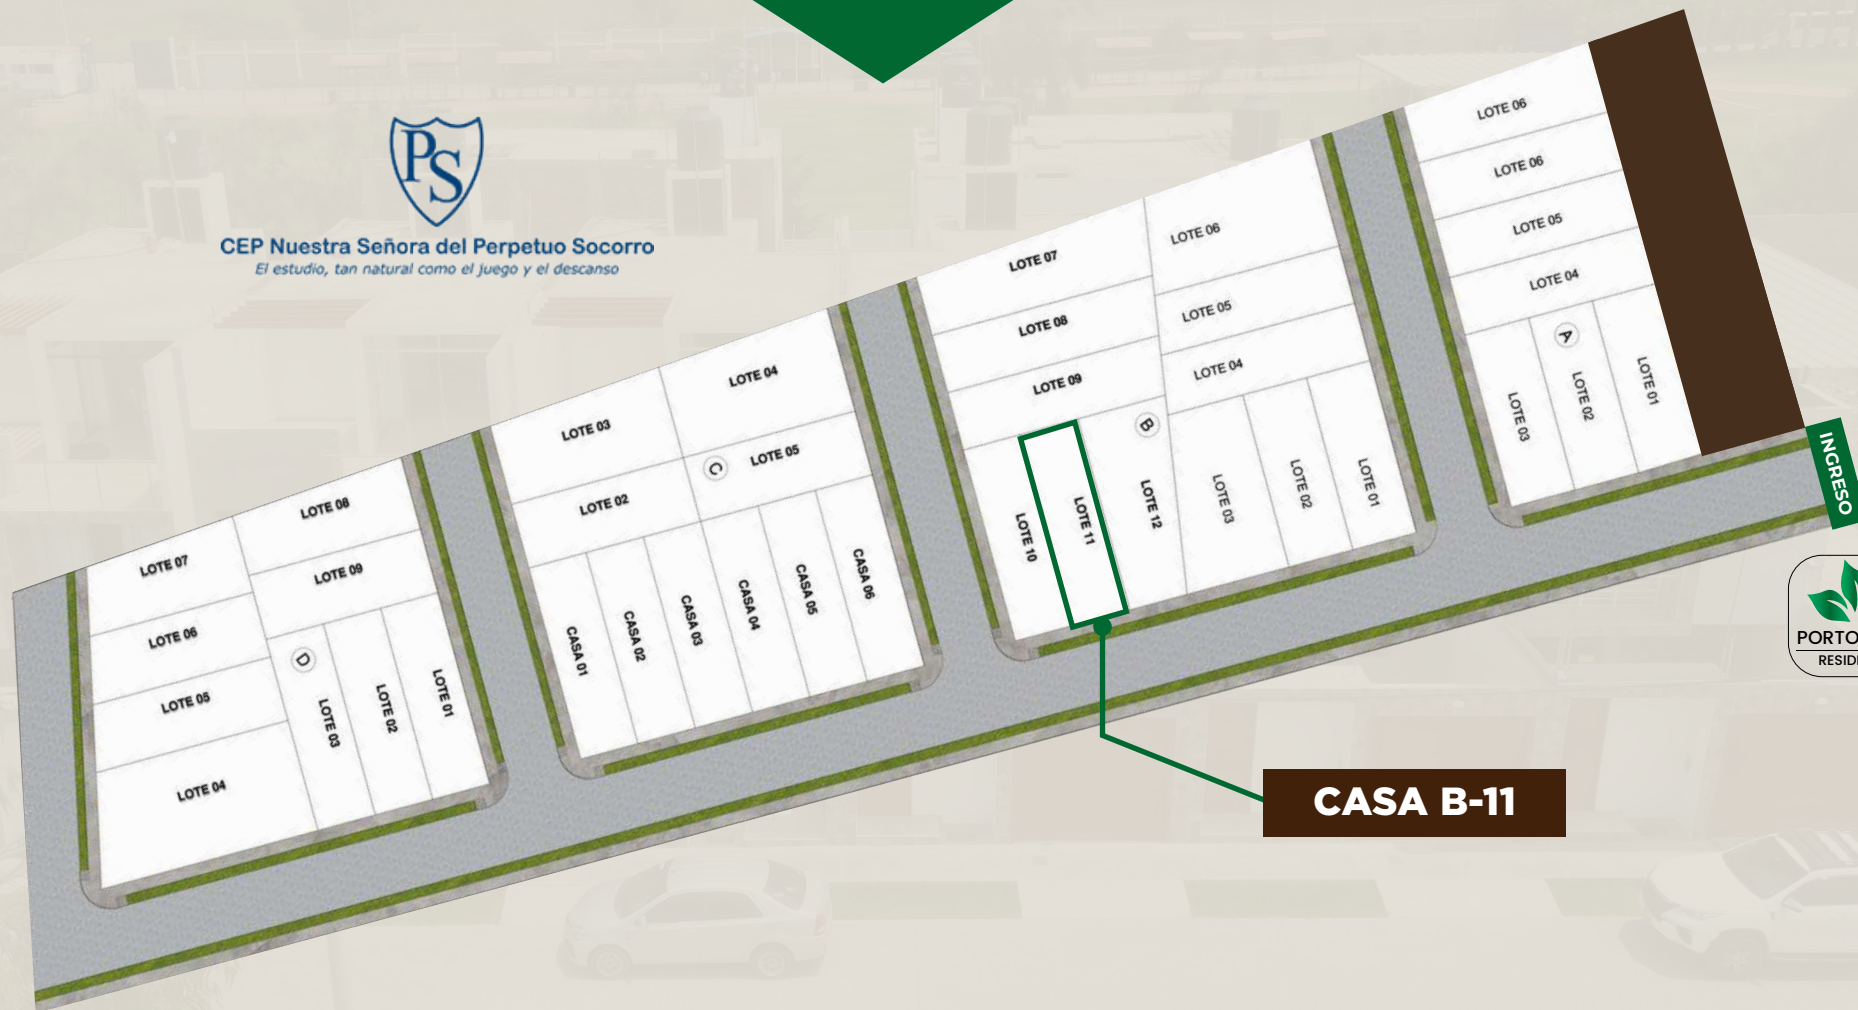 PS
CEP Nuestra Señora del Perpetuo Socorro
El estudio, tan natural como el juego y el descanso
LOTE 07
LOTE 08
LOTE 06
LOTE 09
LOTE 05
LOTE 04
D
LOTE 03
LOTE 02
LOTE 01
LOTE 03
LOTE 04
LOTE 02
C
LOTE 05
CASA 01
CASA 02
CASA 03
CASA 04
CASA 05
CASA 06
LOTE 07
LOTE 06
LOTE 08
LOTE 05
LOTE 09
LOTE 04
B
LOTE 10
LOTE 11
LOTE 12
LOTE 03
LOTE 02
LOTE 01
LOTE 06
LOTE 06
LOTE 05
LOTE 04
A
LOTE 03
LOTE 02
LOTE 01
INGRESO
CASA B-11